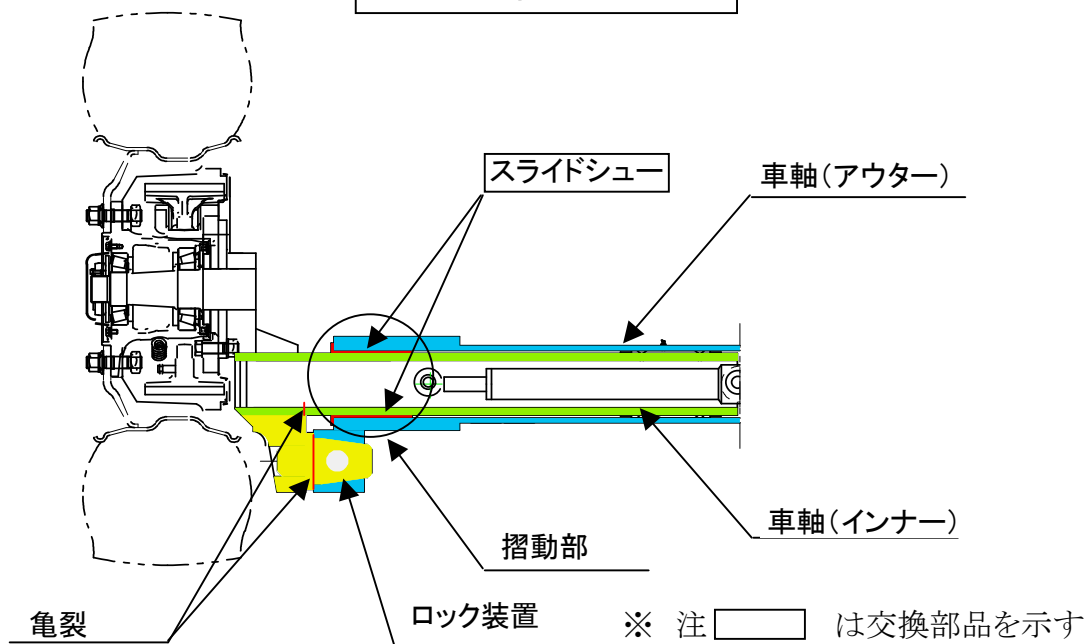 スライドシュー
車軸(アウター)
車軸(インナー)
摺動部
ロック装置
亀裂
※ 注 は交換部品を示す